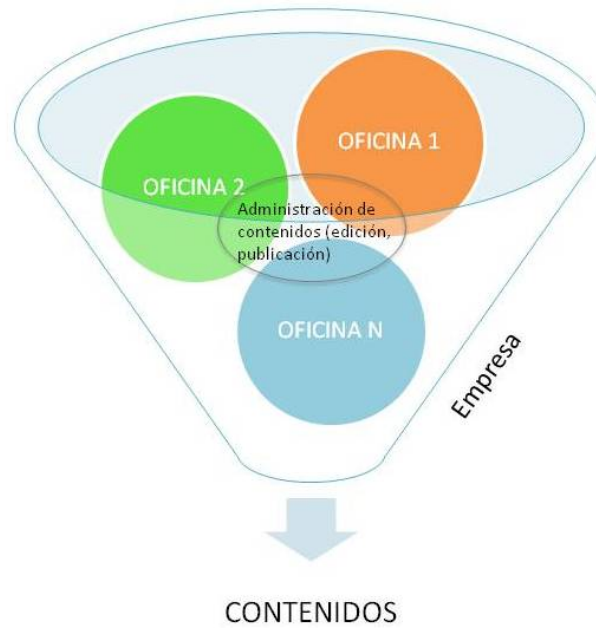 OFICINA 1
OFICINA 2
Administración de
contenidos (edición,
publicación)
OFICINA N
Empresa
CONTENIDOS